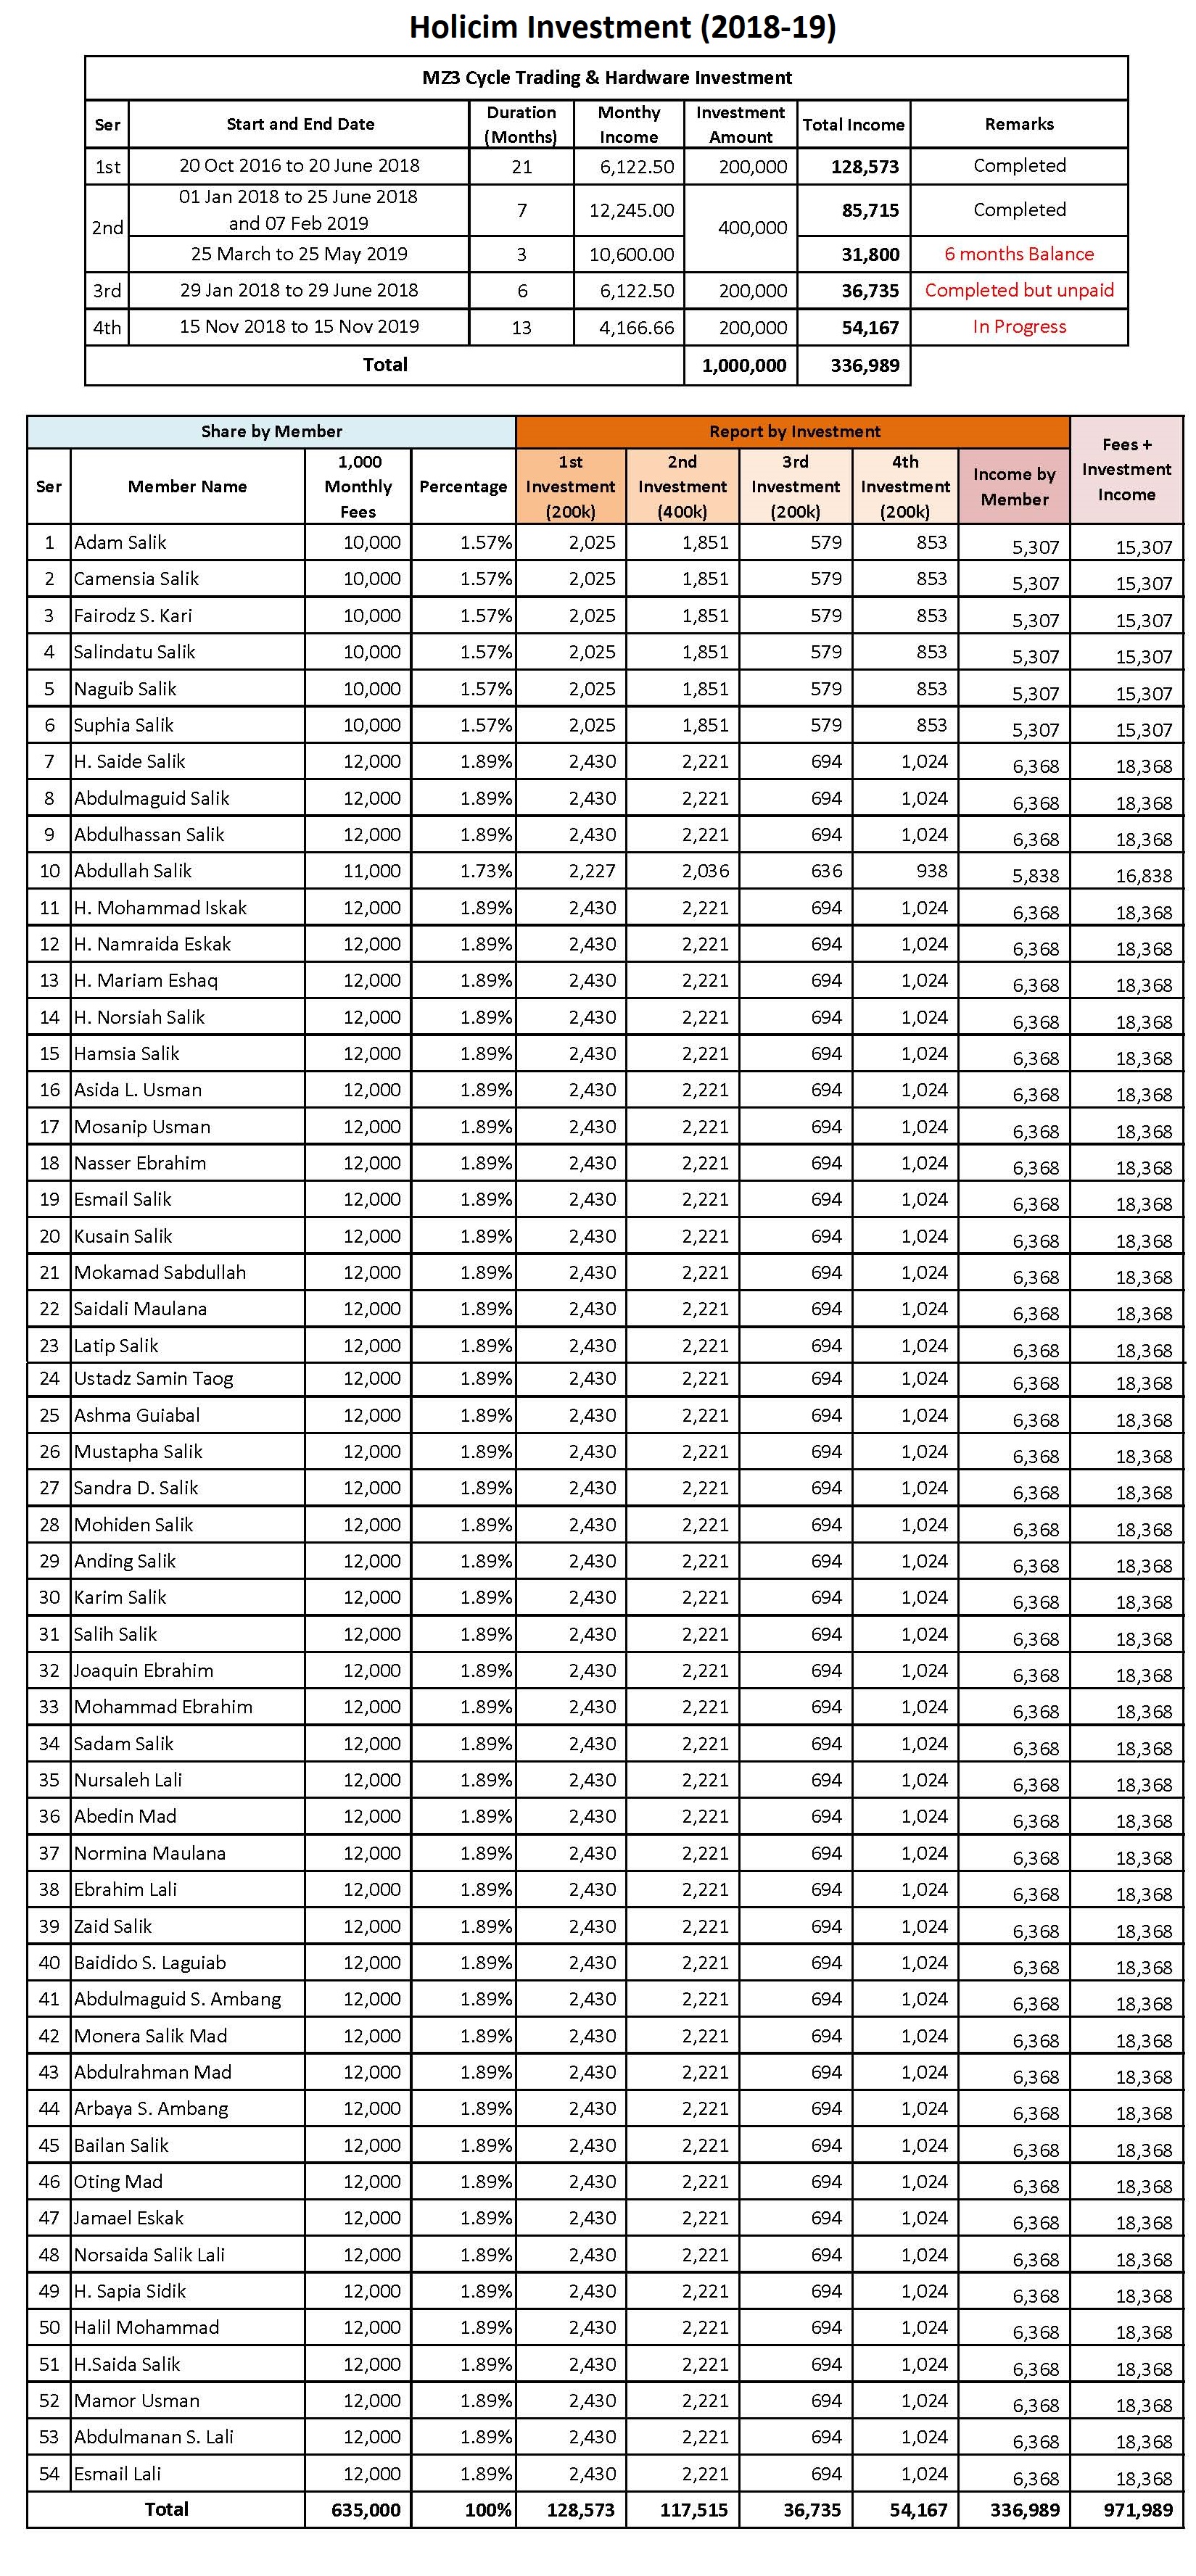 Holicim Investment (2018-19)
MZ3 Cycle Trading & Hardware Investment
Ser Start and End Date Duration (Months) Monthy Income Investment Amount Total Income Remarks
1st 20 Oct 2016 to 20 June 2018 21 6,122.50 200,000 128,573 Completed
2nd 01 Jan 2018 to 25 June 2018 and 07 Feb 2019 7 12,245.00 400,000 85,715 Completed
25 March to 25 May 2019 3 10,600.00 31,800 6 months Balance
3rd 29 Jan 2018 to 29 June 2018 6 6,122.50 200,000 36,735 Completed but unpaid
4th 15 Nov 2018 to 15 Nov 2019 13 4,166.66 200,000 54,167 In Progress
Total 1,000,000 336,989
Share by Member Report by Investment Fees + Investment Income
Ser Member Name 1,000 Monthly Fees Percentage 1st Investment (200k) 2nd Investment (400k) 3rd Investment (200k) 4th Investment (200k) Income by Member
1 Adam Salik 10,000 1.57% 2,025 1,851 579 853 5,307 15,307
2 Camensia Salik 10,000 1.57% 2,025 1,851 579 853 5,307 15,307
3 Fairodz S. Kari 10,000 1.57% 2,025 1,851 579 853 5,307 15,307
4 Salindatu Salik 10,000 1.57% 2,025 1,851 579 853 5,307 15,307
5 Naguib Salik 10,000 1.57% 2,025 1,851 579 853 5,307 15,307
6 Suphia Salik 10,000 1.57% 2,025 1,851 579 853 5,307 15,307
7 H. Saide Salik 12,000 1.89% 2,430 2,221 694 1,024 6,368 18,368
8 Abdulmaguid Salik 12,000 1.89% 2,430 2,221 694 1,024 6,368 18,368
9 Abdulhassan Salik 12,000 1.89% 2,430 2,221 694 1,024 6,368 18,368
10 Abdullah Salik 11,000 1.73% 2,227 2,036 636 938 5,838 16,838
11 H. Mohammad Iskak 12,000 1.89% 2,430 2,221 694 1,024 6,368 18,368
12 H. Namraida Eskak 12,000 1.89% 2,430 2,221 694 1,024 6,368 18,368
13 H. Mariam Eshaq 12,000 1.89% 2,430 2,221 694 1,024 6,368 18,368
14 H. Norsiah Salik 12,000 1.89% 2,430 2,221 694 1,024 6,368 18,368
15 Hamsia Salik 12,000 1.89% 2,430 2,221 694 1,024 6,368 18,368
16 Asida L. Usman 12,000 1.89% 2,430 2,221 694 1,024 6,368 18,368
17 Mosanip Usman 12,000 1.89% 2,430 2,221 694 1,024 6,368 18,368
18 Nasser Ebrahim 12,000 1.89% 2,430 2,221 694 1,024 6,368 18,368
19 Esmail Salik 12,000 1.89% 2,430 2,221 694 1,024 6,368 18,368
20 Kusain Salik 12,000 1.89% 2,430 2,221 694 1,024 6,368 18,368
21 Mokamad Sabdullah 12,000 1.89% 2,430 2,221 694 1,024 6,368 18,368
22 Saidali Maulana 12,000 1.89% 2,430 2,221 694 1,024 6,368 18,368
23 Latip Salik 12,000 1.89% 2,430 2,221 694 1,024 6,368 18,368
24 Ustadz Samin Taog 12,000 1.89% 2,430 2,221 694 1,024 6,368 18,368
25 Ashma Guiabal 12,000 1.89% 2,430 2,221 694 1,024 6,368 18,368
26 Mustapha Salik 12,000 1.89% 2,430 2,221 694 1,024 6,368 18,368
27 Sandra D. Salik 12,000 1.89% 2,430 2,221 694 1,024 6,368 18,368
28 Mohiden Salik 12,000 1.89% 2,430 2,221 694 1,024 6,368 18,368
29 Anding Salik 12,000 1.89% 2,430 2,221 694 1,024 6,368 18,368
30 Karim Salik 12,000 1.89% 2,430 2,221 694 1,024 6,368 18,368
31 Salih Salik 12,000 1.89% 2,430 2,221 694 1,024 6,368 18,368
32 Joaquin Ebrahim 12,000 1.89% 2,430 2,221 694 1,024 6,368 18,368
33 Mohammad Ebrahim 12,000 1.89% 2,430 2,221 694 1,024 6,368 18,368
34 Sadam Salik 12,000 1.89% 2,430 2,221 694 1,024 6,368 18,368
35 Nursaleh Lali 12,000 1.89% 2,430 2,221 694 1,024 6,368 18,368
36 Abedin Mad 12,000 1.89% 2,430 2,221 694 1,024 6,368 18,368
37 Normina Maulana 12,000 1.89% 2,430 2,221 694 1,024 6,368 18,368
38 Ebrahim Lali 12,000 1.89% 2,430 2,221 694 1,024 6,368 18,368
39 Zaid Salik 12,000 1.89% 2,430 2,221 694 1,024 6,368 18,368
40 Baidido S. Laguiab 12,000 1.89% 2,430 2,221 694 1,024 6,368 18,368
41 Abdulmaguid S. Ambang 12,000 1.89% 2,430 2,221 694 1,024 6,368 18,368
42 Monera Salik Mad 12,000 1.89% 2,430 2,221 694 1,024 6,368 18,368
43 Abdulrahman Mad 12,000 1.89% 2,430 2,221 694 1,024 6,368 18,368
44 Arbaya S. Ambang 12,000 1.89% 2,430 2,221 694 1,024 6,368 18,368
45 Bailan Salik 12,000 1.89% 2,430 2,221 694 1,024 6,368 18,368
46 Oting Mad 12,000 1.89% 2,430 2,221 694 1,024 6,368 18,368
47 Jamael Eskak 12,000 1.89% 2,430 2,221 694 1,024 6,368 18,368
48 Norsaida Salik Lali 12,000 1.89% 2,430 2,221 694 1,024 6,368 18,368
49 H. Sapia Sidik 12,000 1.89% 2,430 2,221 694 1,024 6,368 18,368
50 Halil Mohammad 12,000 1.89% 2,430 2,221 694 1,024 6,368 18,368
51 H.Saida Salik 12,000 1.89% 2,430 2,221 694 1,024 6,368 18,368
52 Mamor Usman 12,000 1.89% 2,430 2,221 694 1,024 6,368 18,368
53 Abdulmanan S. Lali 12,000 1.89% 2,430 2,221 694 1,024 6,368 18,368
54 Esmail Lali 12,000 1.89% 2,430 2,221 694 1,024 6,368 18,368
Total 635,000 100% 128,573 117,515 36,735 54,167 336,989 971,989